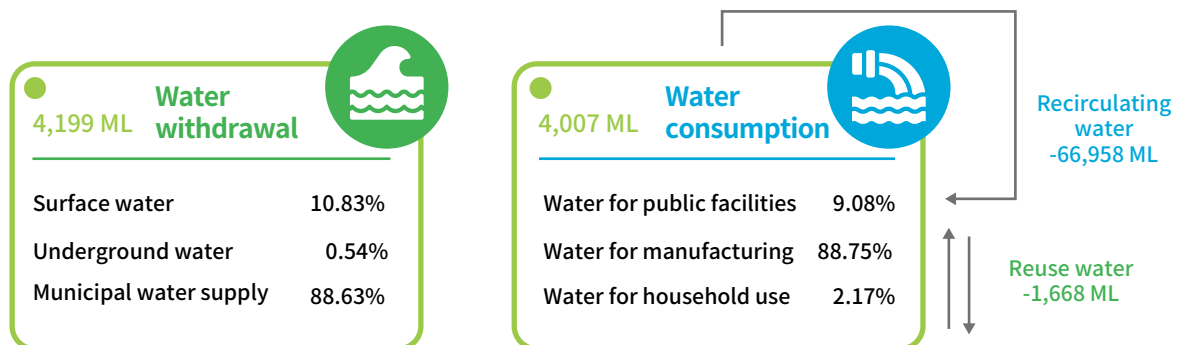 4,199 ML
Water
withdrawal
Surface water 10.83%
Underground water 0.54%
Municipal water supply 88.63%
4,007 ML
Water
consumption
Water for public facilities 9.08%
Water for manufacturing 88.75%
Water for household use 2.17%
Recirculating
water
-66,958 ML
Reuse water
-1,668 ML